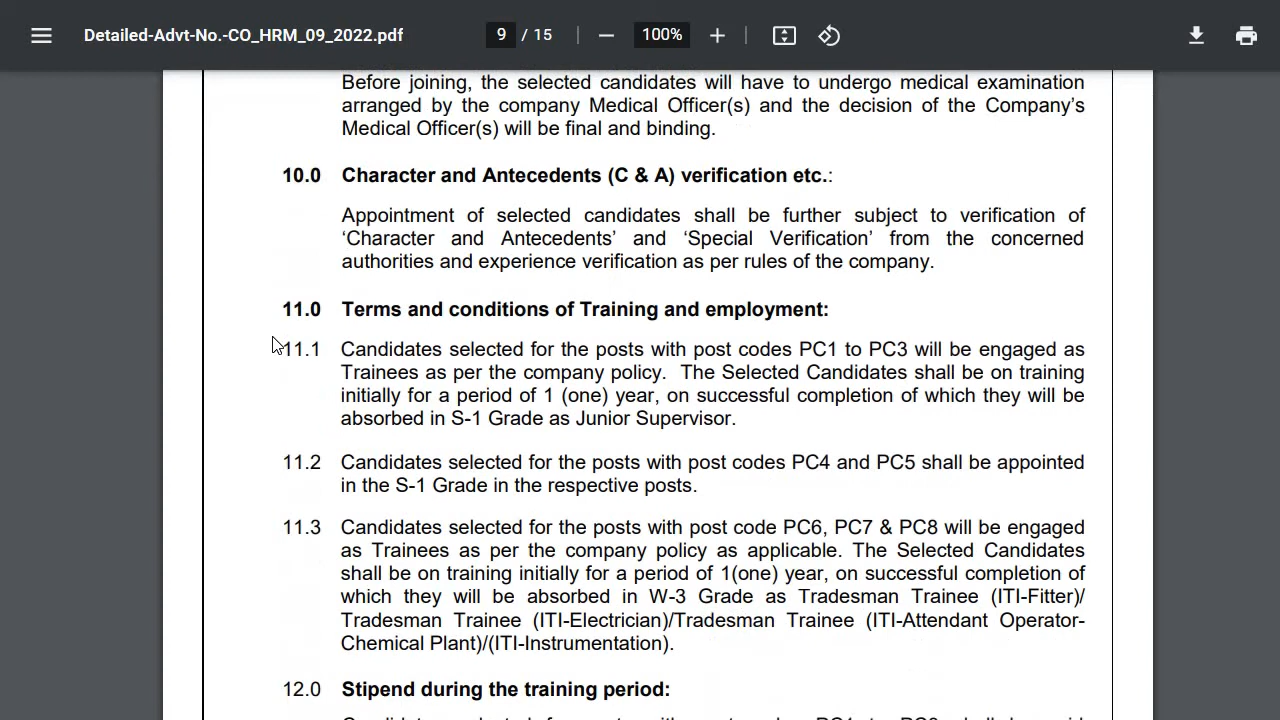 Detailed-Advt-No.-CO_HRM_09_2022.pdf 9 / 15 100%
Before joining, the selected candidates will have to undergo medical examination
arranged by the company Medical Officer(s) and the decision of the Company’s
Medical Officer(s) will be final and binding.
10.0 Character and Antecedents (C & A) verification etc.:
Appointment of selected candidates shall be further subject to verification of
‘Character and Antecedents’ and ‘Special Verification’ from the concerned
authorities and experience verification as per rules of the company.
11.0 Terms and conditions of Training and employment:
11.1 Candidates selected for the posts with post codes PC1 to PC3 will be engaged as
Trainees as per the company policy. The Selected Candidates shall be on training
initially for a period of 1 (one) year, on successful completion of which they will be
absorbed in S-1 Grade as Junior Supervisor.
11.2 Candidates selected for the posts with post codes PC4 and PC5 shall be appointed
in the S-1 Grade in the respective posts.
11.3 Candidates selected for the posts with post code PC6, PC7 & PC8 will be engaged
as Trainees as per the company policy as applicable. The Selected Candidates
shall be on training initially for a period of 1(one) year, on successful completion of
which they will be absorbed in W-3 Grade as Tradesman Trainee (ITI-Fitter)/
Tradesman Trainee (ITI-Electrician)/Tradesman Trainee (ITI-Attendant Operator-
Chemical Plant)/(ITI-Instrumentation).
12.0 Stipend during the training period: